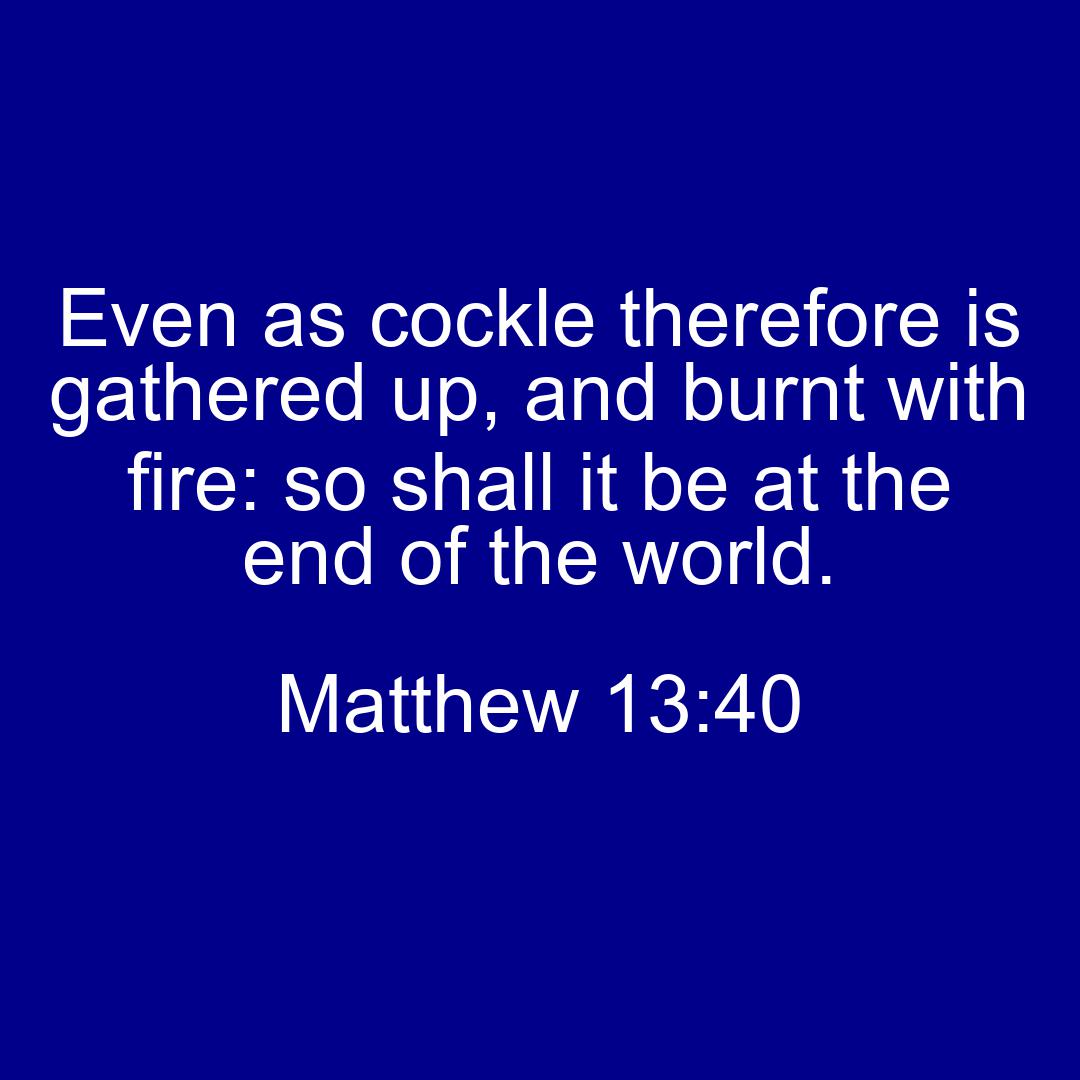 Even as cockle therefore is
gathered up, and burnt with
fire: so shall it be at the
end of the world.
Matthew 13:40